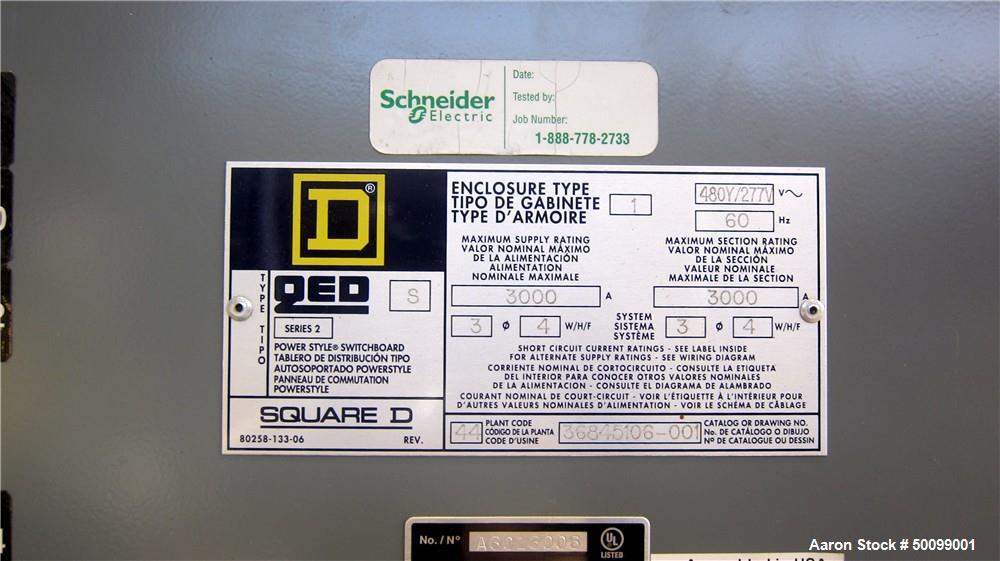 Schneider
Electric
Date:
Tested by:
Job Number:
1-888-778-2733
D ®
TYPE
TIPO
QED S
SERIES 2
POWER STYLE® SWITCHBOARD
TABLERO DE DISTRIBUCIÓN TIPO
AUTOSOPORTADO POWERSTYLE
PANNEAU DE COMMUTATION
POWERSTYLE
SQUARE D
80258-133-06 REV.
ENCLOSURE TYPE
TIPO DE GABINETE
TYPE D'ARMOIRE
1
480Y/277V V~
60 Hz
MAXIMUM SUPPLY RATING
VALOR NOMINAL MÁXIMO
DE LA ALIMENTACIÓN
ALIMENTATION
NOMINALE MAXIMALE
3000 A
MAXIMUM SECTION RATING
VALOR NOMINAL MÁXIMO
DE LA SECCIÓN
VALEUR NOMINALE
MAXIMALE DE LA SECTION
3000 A
3 ø 4 W/H/F
SYSTEM
SISTEMA
SYSTÈME
3 ø 4 W/H/F
SHORT CIRCUIT CURRENT RATINGS - SEE LABEL INSIDE
FOR ALTERNATE SUPPLY RATINGS - SEE WIRING DIAGRAM
CORRIENTE NOMINAL DE CORTOCIRCUITO - CONSULTE LA ETIQUETA
DEL INTERIOR PARA CONOCER OTROS VALORES NOMINALES
DE LA ALIMENTACION - CONSULTE EL DIAGRAMA DE ALAMBRADO
COURANT NOMINAL DE COURT-CIRCUIT - VOIR L'ÉTIQUETTE À L'INTÉRIEUR POUR
D'AUTRES VALEURS NOMINALES D'ALIMENTATION - VOIR LE SCHÉMA DE CÂBLAGE
44
PLANT CODE
CÓDIGO DE LA PLANTA
CODE D'USINE
36845106-001
CATALOG OR DRAWING NO.
No. DE CATÁLOGO O DIBUJO
Nº DE CATALOGUE OU DESSIN
No. / N°
UL
LISTED
Aaron Stock # 50099001